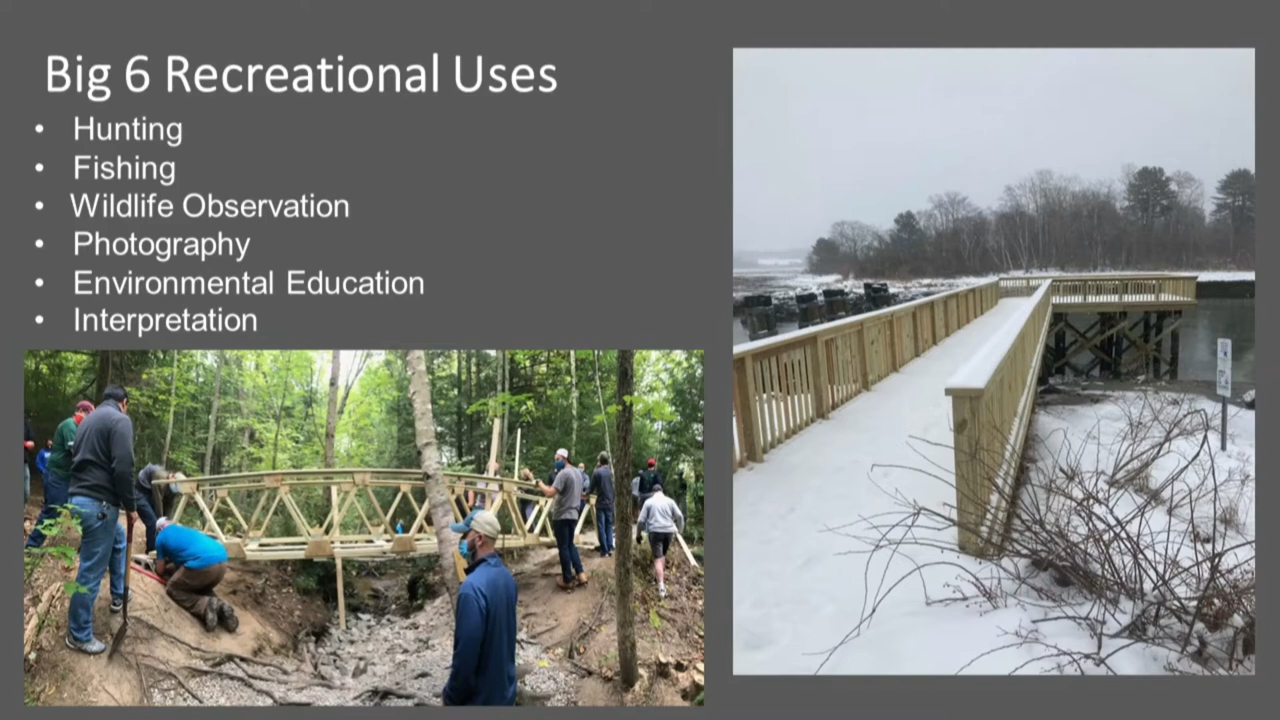 Big 6 Recreational Uses
• Hunting
• Fishing
• Wildlife Observation
• Photography
• Environmental Education
• Interpretation